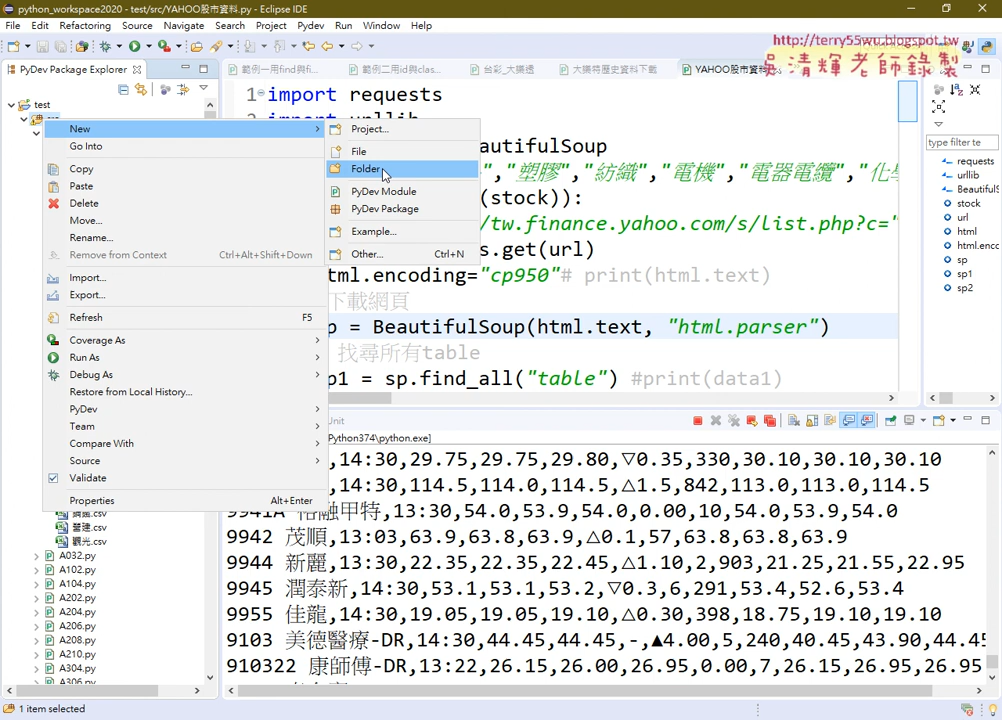 python_workspace2020 - test/src/YAHOO股市資料.py - Eclipse IDE
File Edit Refactoring Source Navigate Search Project Pydev Run Window Help
http://terry55wu.blogspot.tw
吳清輝老師錄製
PyDev Package Explorer
範例一用find與fi...
範例二用id與clas...
台彩_大樂透
大樂特歷史資料下載
YAHOO股市資料
test
src
New
Go Into
Copy
Paste
Delete
Move...
Rename...
Remove from Context Ctrl+Alt+Shift+Down
Import...
Export...
Refresh F5
Coverage As
Run As
Debug As
Restore from Local History...
PyDev
Team
Compare With
Source
Validate
Properties Alt+Enter
Project...
File
Folder
PyDev Module
PyDev Package
Example...
Other... Ctrl+N
1 import requests
autifulSoup
","塑膠","紡織","電機","電器電纜","化
(stock)):
/tw.finance.yahoo.com/s/list.php?c="
s.get(url)
tml.encoding="cp950"# print(html.text)
下載網頁
p = BeautifulSoup(html.text, "html.parser")
找尋所有table
p1 = sp.find_all("table") #print(data1)
type filter te
requests
urllib
BeautifulS
stock
url
html
html.enco
sp
sp1
sp2
Unit
Python374\python.exe]
,14:30,29.75,29.75,29.80,▽0.35,330,30.10,30.10,30.10
,14:30,114.5,114.0,114.5,△1.5,842,113.0,113.0,114.5
9941A 裕融甲特,13:30,54.0,53.9,54.0,0.00,10,54.0,53.9,54.0
9942 茂順,13:03,63.9,63.8,63.9,△0.1,57,63.8,63.8,63.9
9944 新麗,13:30,22.35,22.35,22.45,△1.10,2,903,21.25,21.55,22.95
9945 潤泰新,14:30,53.1,53.1,53.2,▽0.3,6,291,53.4,52.6,53.4
9955 佳龍,14:30,19.05,19.05,19.10,△0.30,398,18.75,19.10,19.10
9103 美德醫療-DR,14:30,44.45,44.45,-,▲4.00,5,240,40.45,43.90,44.45
910322 康師傅-DR,13:22,26.15,26.00,26.95,0.00,7,26.15,26.95,26.95
營建.csv
觀光.csv
A032.py
A102.py
A104.py
A202.py
A204.py
A206.py
A208.py
A210.py
A304.py
A306.py
1 item selected